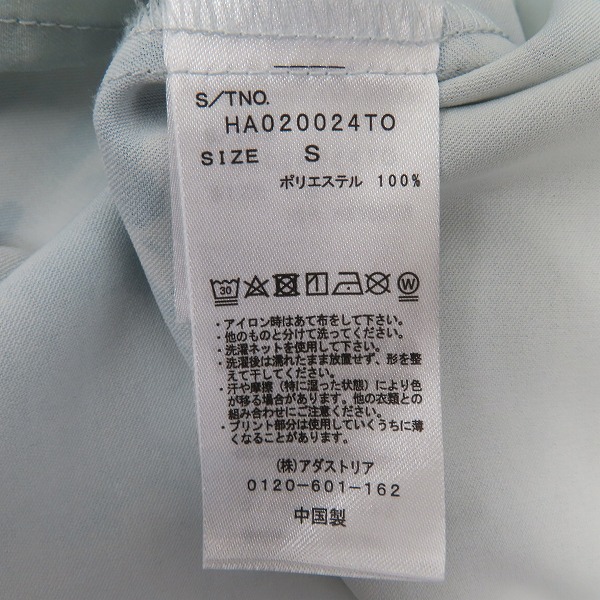 S/TNO.
HA020024TO
SIZE S
ポリエステル 100%
30 W
・アイロン時はあて布をして下さい。
・他のものと分けて洗ってください。
・洗濯ネットを使用して下さい。
・洗濯後は濡れたまま放置せず、形を整
えて干してください。
・汗や摩擦（特に湿った状態）により色
が移る場合があります。他の衣類との
組み合わせにご注意ください。
・プリント部分は使用していくうちに薄
くなることがあります。
(株)アダストリア
0120-601-162
中国製